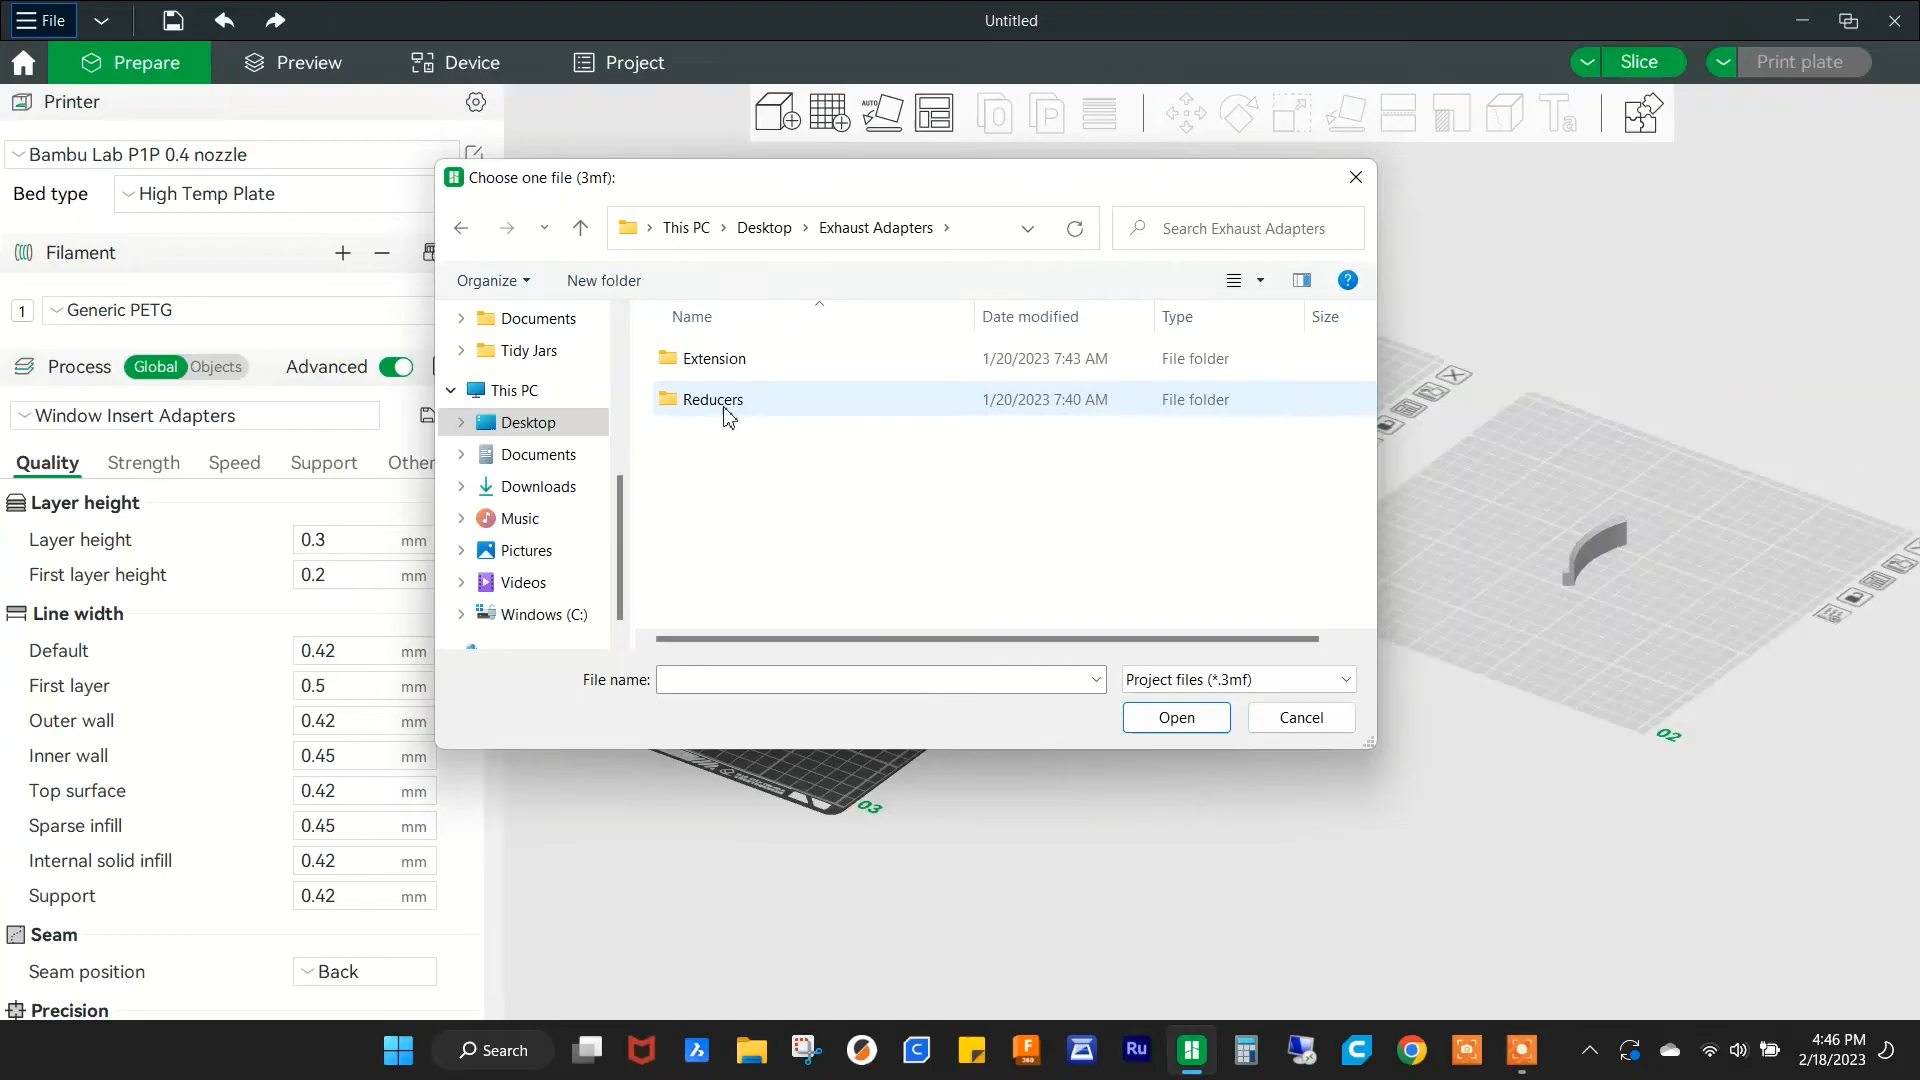 File
Untitled
Prepare
Preview
Device
Project
Slice
Print plate
Printer
AUTO
Bambu Lab P1P 0.4 nozzle
Bed type
High Temp Plate
Filament
1
Generic PETG
Process
Global
Objects
Advanced
Window Insert Adapters
Quality
Strength
Speed
Support
Other
Layer height
Layer height 0.3 mm
First layer height 0.2 mm
Line width
Default 0.42 mm
First layer 0.5 mm
Outer wall 0.42 mm
Inner wall 0.45 mm
Top surface 0.42 mm
Sparse infill 0.45 mm
Internal solid infill 0.42 mm
Support 0.42 mm
Seam
Seam position Back
Precision
Choose one file (3mf):
This PC > Desktop > Exhaust Adapters >
Search Exhaust Adapters
Organize
New folder
?
Documents
Tidy Jars
This PC
Desktop
Documents
Downloads
Music
Pictures
Videos
Windows (C:)
Name Date modified Type Size
Extension 1/20/2023 7:43 AM File folder
Reducers 1/20/2023 7:40 AM File folder
File name:
Project files (*.3mf)
Open
Cancel
02
03
Search
F
360
Ru
4:46 PM
2/18/2023